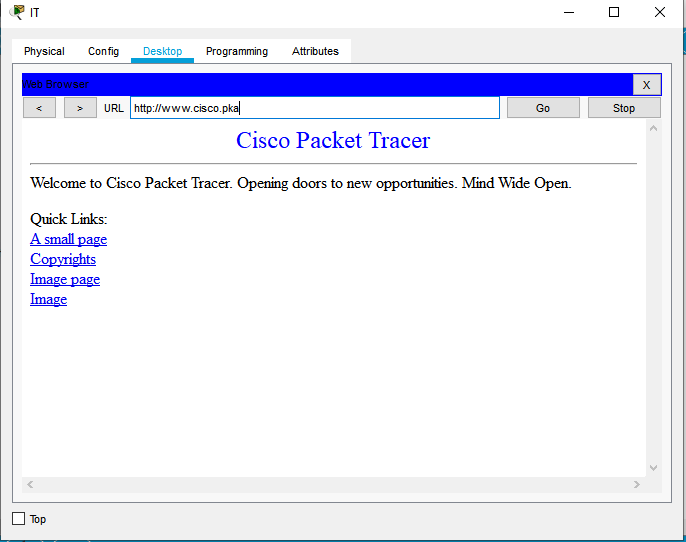 IT
Physical Config Desktop Programming Attributes
Web Browser X
< > URL http://www.cisco.pka Go Stop
Cisco Packet Tracer
Welcome to Cisco Packet Tracer. Opening doors to new opportunities. Mind Wide Open.
Quick Links:
A small page
Copyrights
Image page
Image
Top